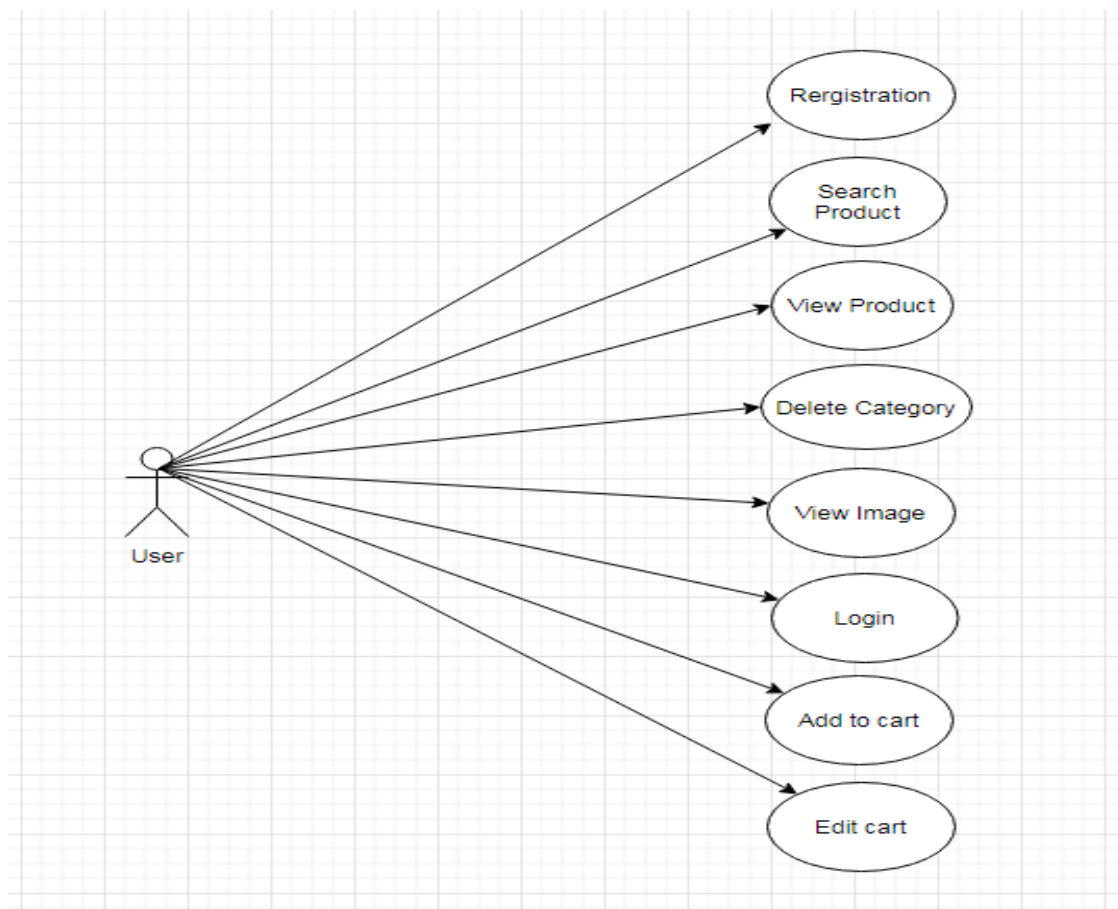 Rergistration
Search
Product
View Product
Delete Category
View Image
User
Login
Add to cart
Edit cart